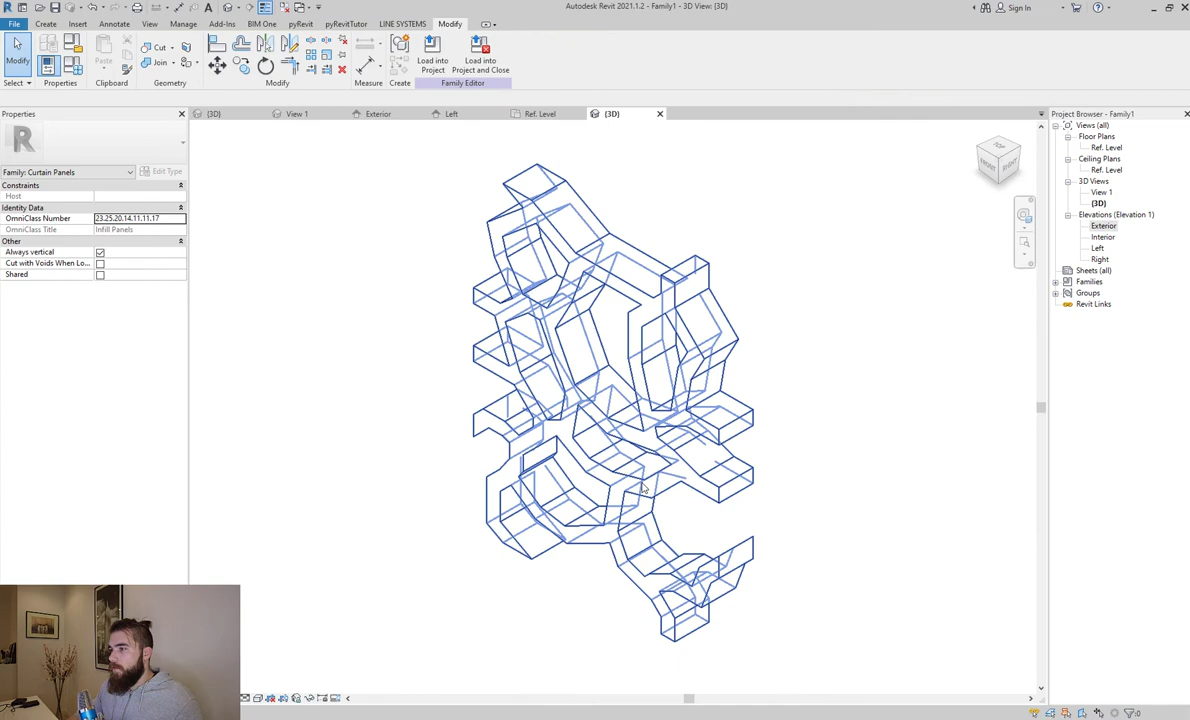 Autodesk Revit 2021.1.2 - Family1 - 3D View: {3D}
Sign In
File Create Insert Annotate View Manage Add-Ins BIM One pyRevit pyRevitTutor LINE SYSTEMS Modify
Modify Paste Cut Join Load into Project Load into Project and Close
Select Properties Clipboard Geometry Modify Measure Create Family Editor
Properties
{3D} View 1 Exterior Left Ref. Level {3D}
Project Browser - Family1
Family: Curtain Panels Edit Type
Constraints
Host
Identity Data
OmniClass Number 23.25.20.14.11.11.17
OmniClass Title Infill Panels
Other
Always vertical
Cut with Voids When Lo...
Shared
TOP
FRONT RIGHT
Views (all)
Floor Plans
Ref. Level
Ceiling Plans
Ref. Level
3D Views
View 1
{3D}
Elevations (Elevation 1)
Exterior
Interior
Left
Right
Sheets (all)
Families
Groups
Revit Links
:0